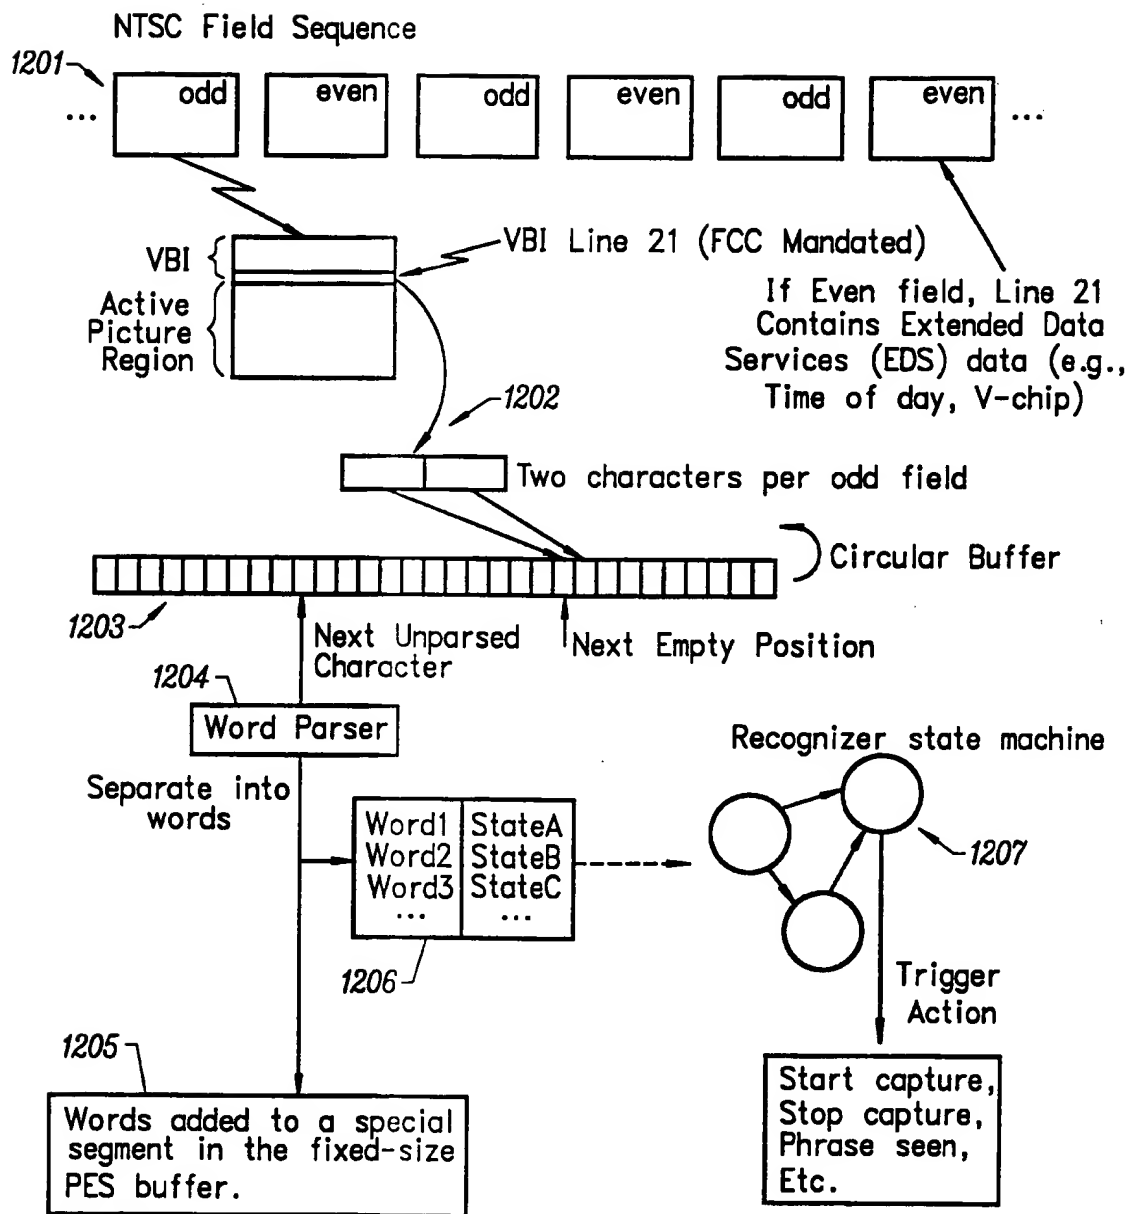 NTSC Field Sequence
1201
... odd even odd even odd even ...
VBI
VBI Line 21 (FCC Mandated)
Active
Picture
Region
If Even field, Line 21
Contains Extended Data
Services (EDS) data (e.g.,
Time of day, V-chip)
1202
Two characters per odd field
Circular Buffer
1203
Next Unparsed
Character
Next Empty Position
1204
Word Parser
Separate into
words
Recognizer state machine
Word1 StateA
Word2 StateB
Word3 StateC
... ...
1206
1207
Trigger
Action
1205
Words added to a special
segment in the fixed-size
PES buffer.
Start capture,
Stop capture,
Phrase seen,
Etc.